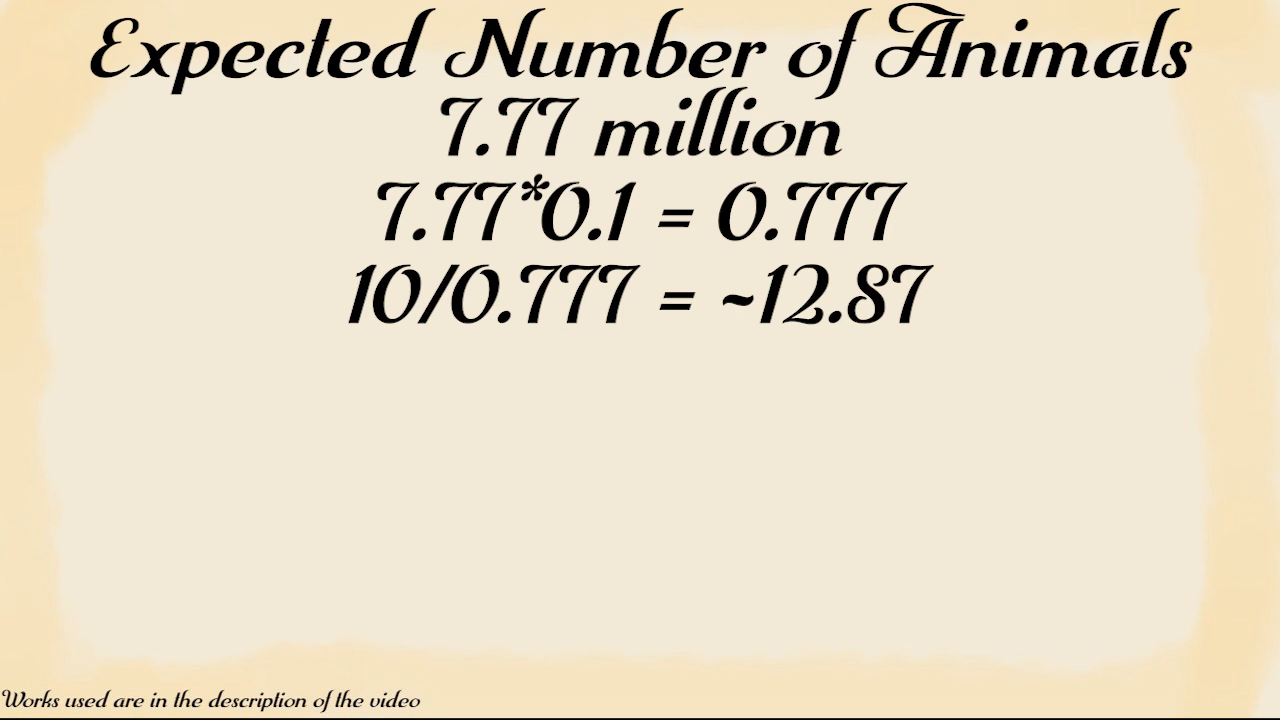 Expected Number of Animals
7.77 million
7.77*0.1 = 0.777
10/0.777 = ~12.87
Works used are in the description of the video